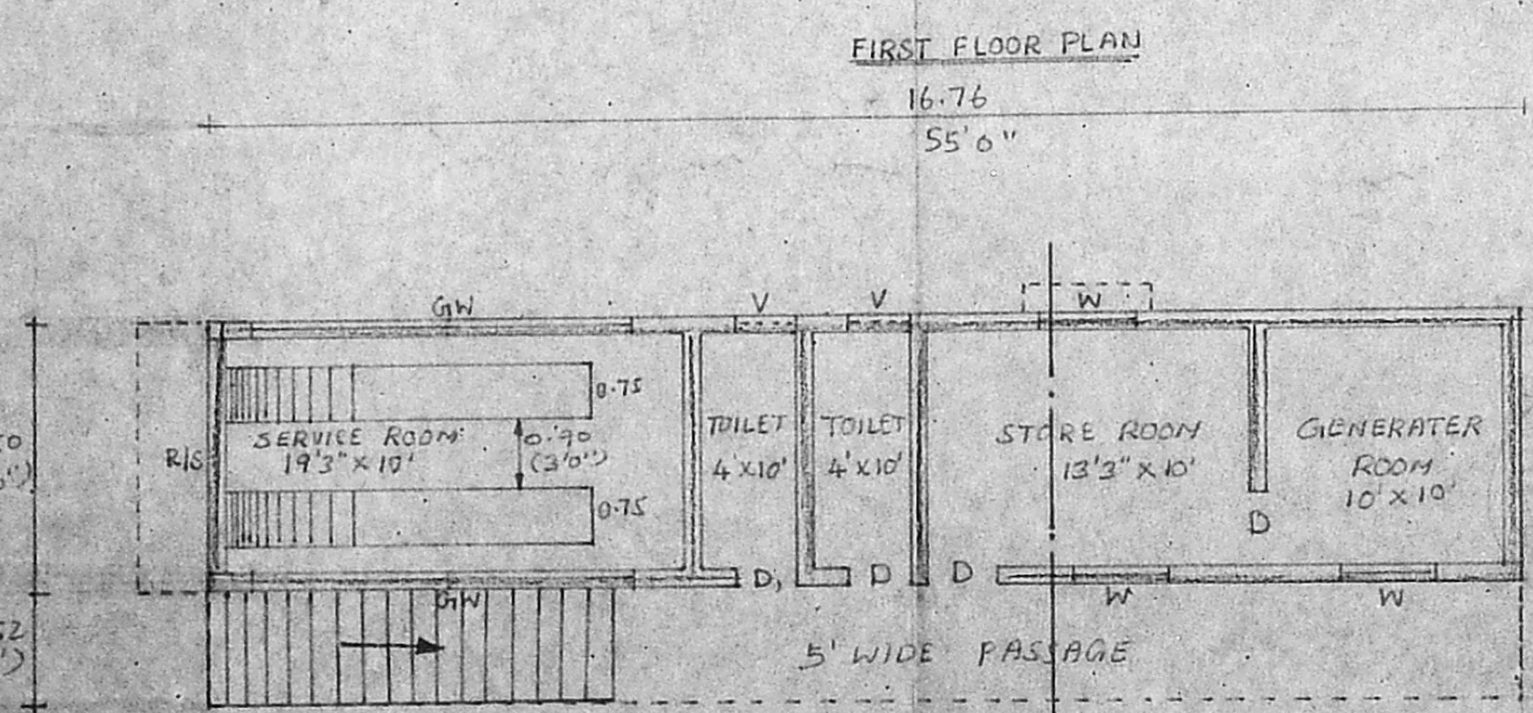 FIRST FLOOR PLAN
16.76
55'0"
GW
V
V
W
0.75
R/S
SERVICE ROOM
19'3" X 10'
0.90
(3'0")
0.75
TOILET
4'X10'
TOILET
4'X10'
STORE ROOM
13'3" X 10'
GENERATER
ROOM
10' X 10'
D
D,
D
D
GW
W
W
5' WIDE PASSAGE